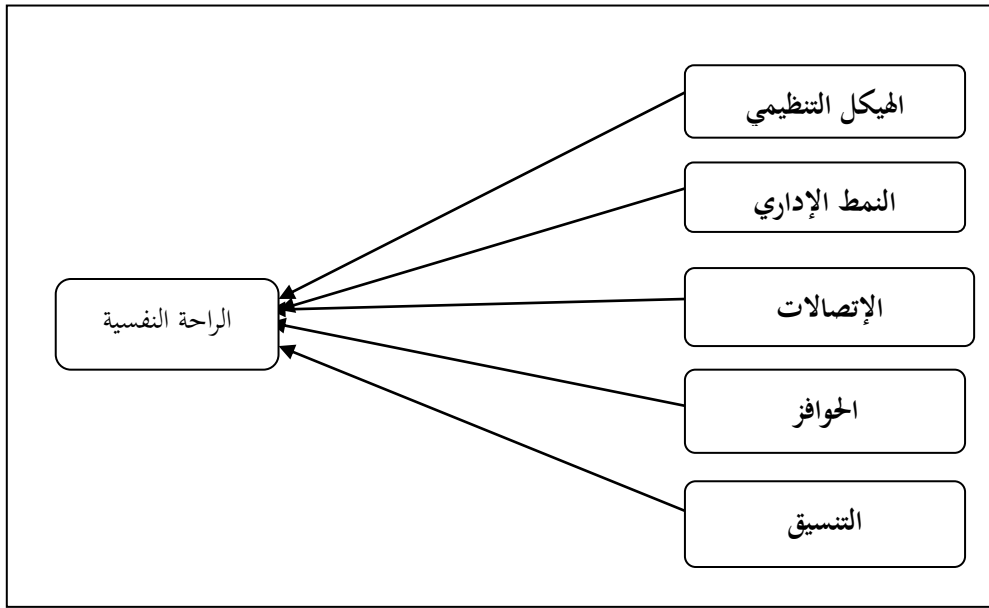 الهيكل التنظيمي
النمط الإداري
الإتصالات
الحوافز
التنسيق
الراحة النفسية